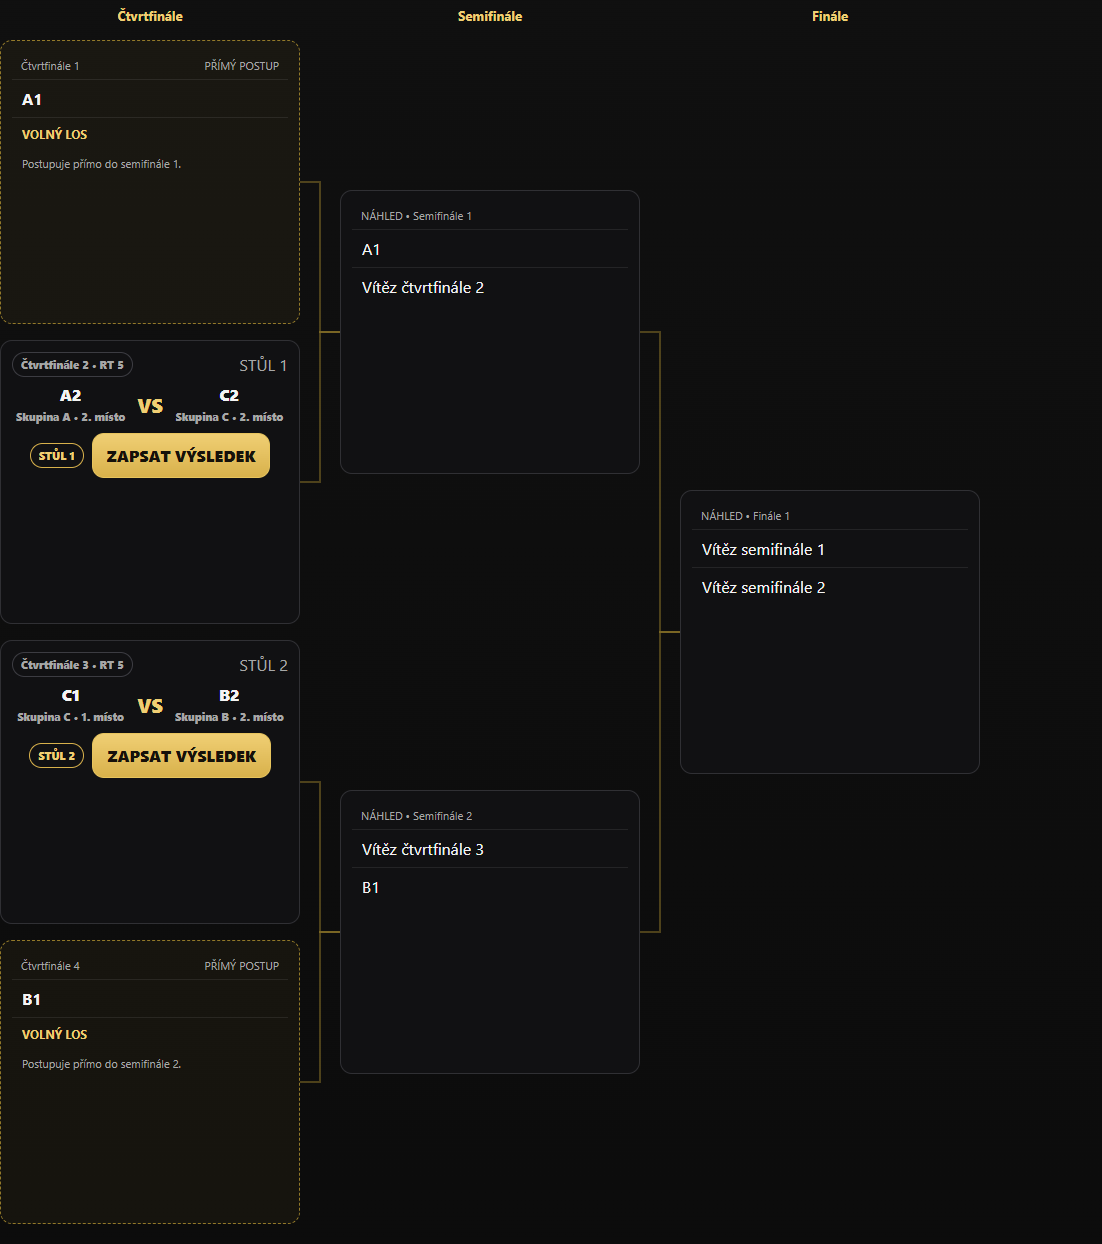 Čtvrtfinále
Semifinále
Finále
Čtvrtfinále 1
PŘÍMÝ POSTUP
A1
VOLNÝ LOS
Postupuje přímo do semifinále 1.
Čtvrtfinále 2 • RT 5
STŮL 1
A2
Skupina A • 2. místo
VS
C2
Skupina C • 2. místo
STŮL 1
ZAPSAT VÝSLEDEK
Čtvrtfinále 3 • RT 5
STŮL 2
C1
Skupina C • 1. místo
VS
B2
Skupina B • 2. místo
STŮL 2
ZAPSAT VÝSLEDEK
Čtvrtfinále 4
PŘÍMÝ POSTUP
B1
VOLNÝ LOS
Postupuje přímo do semifinále 2.
NÁHLED • Semifinále 1
A1
Vítěz čtvrtfinále 2
NÁHLED • Semifinále 2
Vítěz čtvrtfinále 3
B1
NÁHLED • Finále 1
Vítěz semifinále 1
Vítěz semifinále 2